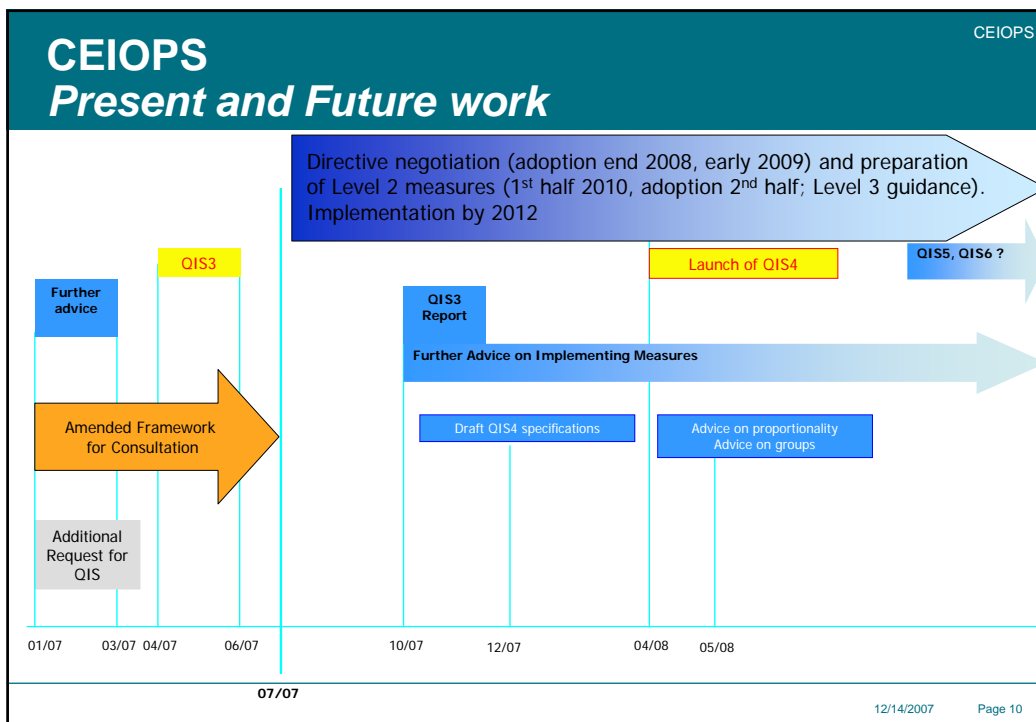 CEIOPS
CEIOPS
Present and Future work
Directive negotiation (adoption end 2008, early 2009) and preparation
of Level 2 measures (1st half 2010, adoption 2nd half; Level 3 guidance).
Implementation by 2012
QIS3
Launch of QIS4
QIS5, QIS6 ?
Further
advice
QIS3
Report
Further Advice on Implementing Measures
Amended Framework
for Consultation
Draft QIS4 specifications
Advice on proportionality
Advice on groups
Additional
Request for
QIS
01/07
03/07
04/07
06/07
10/07
12/07
04/08
05/08
07/07
12/14/2007
Page 10